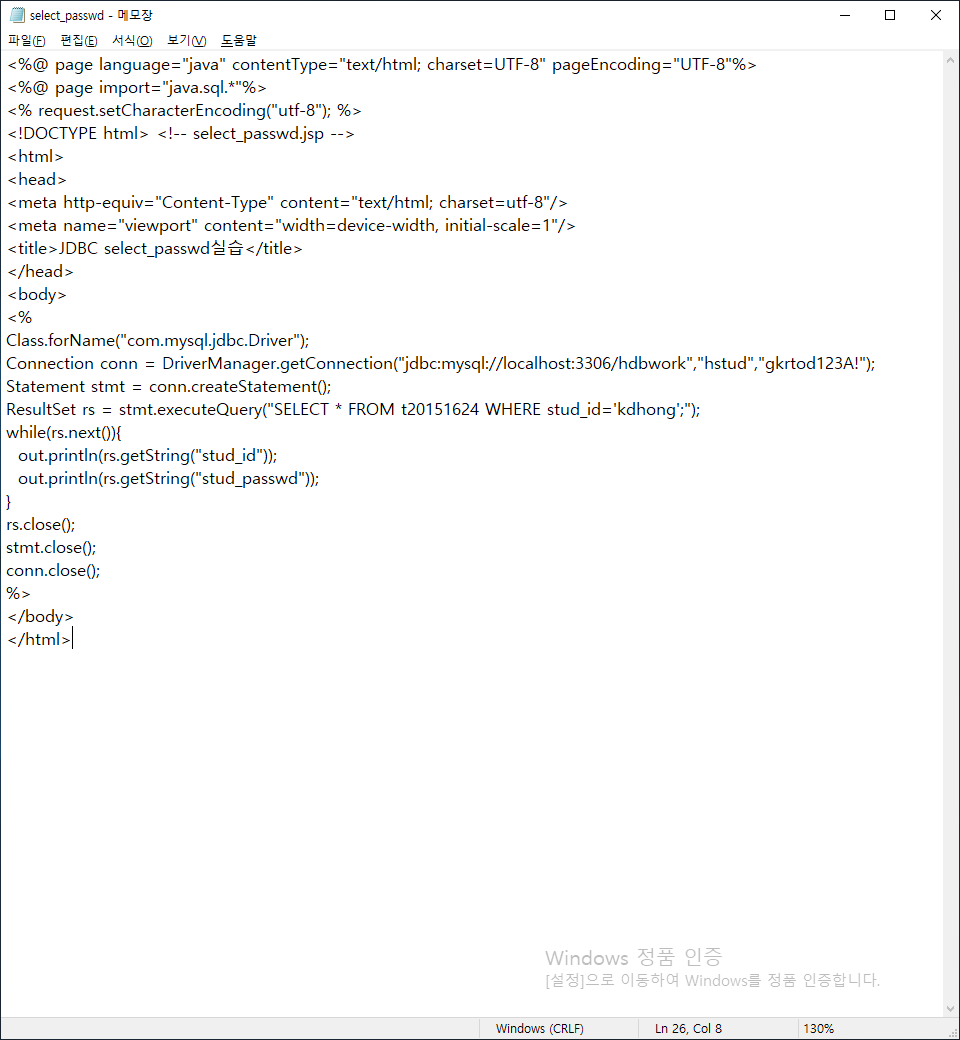 select_passwd - 메모장
파일(F) 편집(E) 서식(O) 보기(V) 도움말
<%@ page language="java" contentType="text/html; charset=UTF-8" pageEncoding="UTF-8"%>
<%@ page import="java.sql.*"%>
<% request.setCharacterEncoding("utf-8"); %>
<!DOCTYPE html> <!-- select_passwd.jsp -->
<html>
<head>
<meta http-equiv="Content-Type" content="text/html; charset=utf-8"/>
<meta name="viewport" content="width=device-width, initial-scale=1"/>
<title>JDBC select_passwd실습</title>
</head>
<body>
<%
Class.forName("com.mysql.jdbc.Driver");
Connection conn = DriverManager.getConnection("jdbc:mysql://localhost:3306/hdbwork","hstud","gkrtod123A!");
Statement stmt = conn.createStatement();
ResultSet rs = stmt.executeQuery("SELECT * FROM t20151624 WHERE stud_id='kdhong';");
while(rs.next()){
  out.println(rs.getString("stud_id"));
  out.println(rs.getString("stud_passwd"));
}
rs.close();
stmt.close();
conn.close();
%>
</body>
</html>
Windows 정품 인증
[설정]으로 이동하여 Windows를 정품 인증합니다.
Windows (CRLF) Ln 26, Col 8 130%